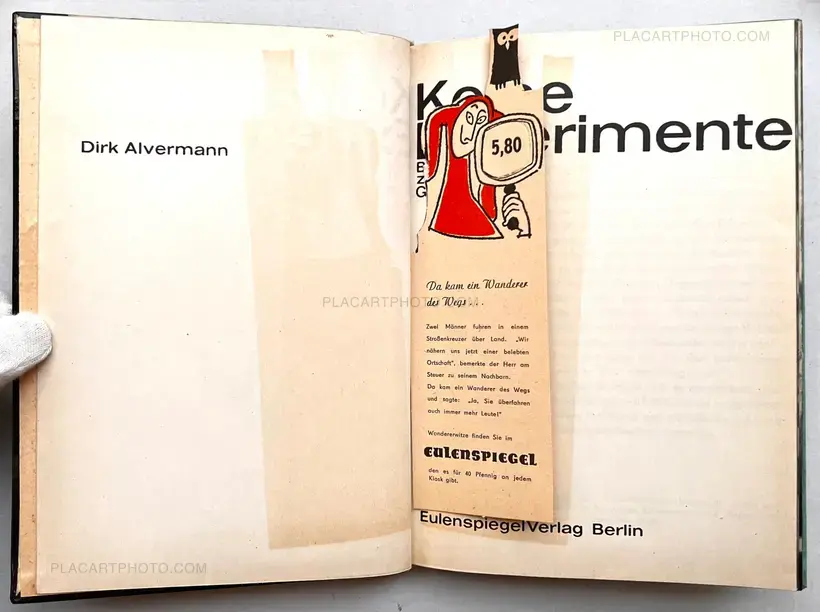 PLACARTPHOTO.COM
Dirk Alvermann
Ke
e
erimente
B
z
G
5,80
Da kam ein Wanderer
des Wegs . . .
PLACARTPHOTO.COM
Zwei Männer fuhren in einem
Straßenkreuzer über Land. „Wir
nähern uns jetzt einer belebten
Ortschaft", bemerkte der Herr am
Steuer zu seinem Nachbarn.
Da kam ein Wanderer des Wegs
und sagte: „Ja, Sie überfahren
auch immer mehr Leute!"
Wandererwitze finden Sie im
EULENSPIEGEL
den es für 40 Pfennig an jedem
Kiosk gibt.
EulenspiegelVerlag Berlin
PLACARTPHOTO.COM